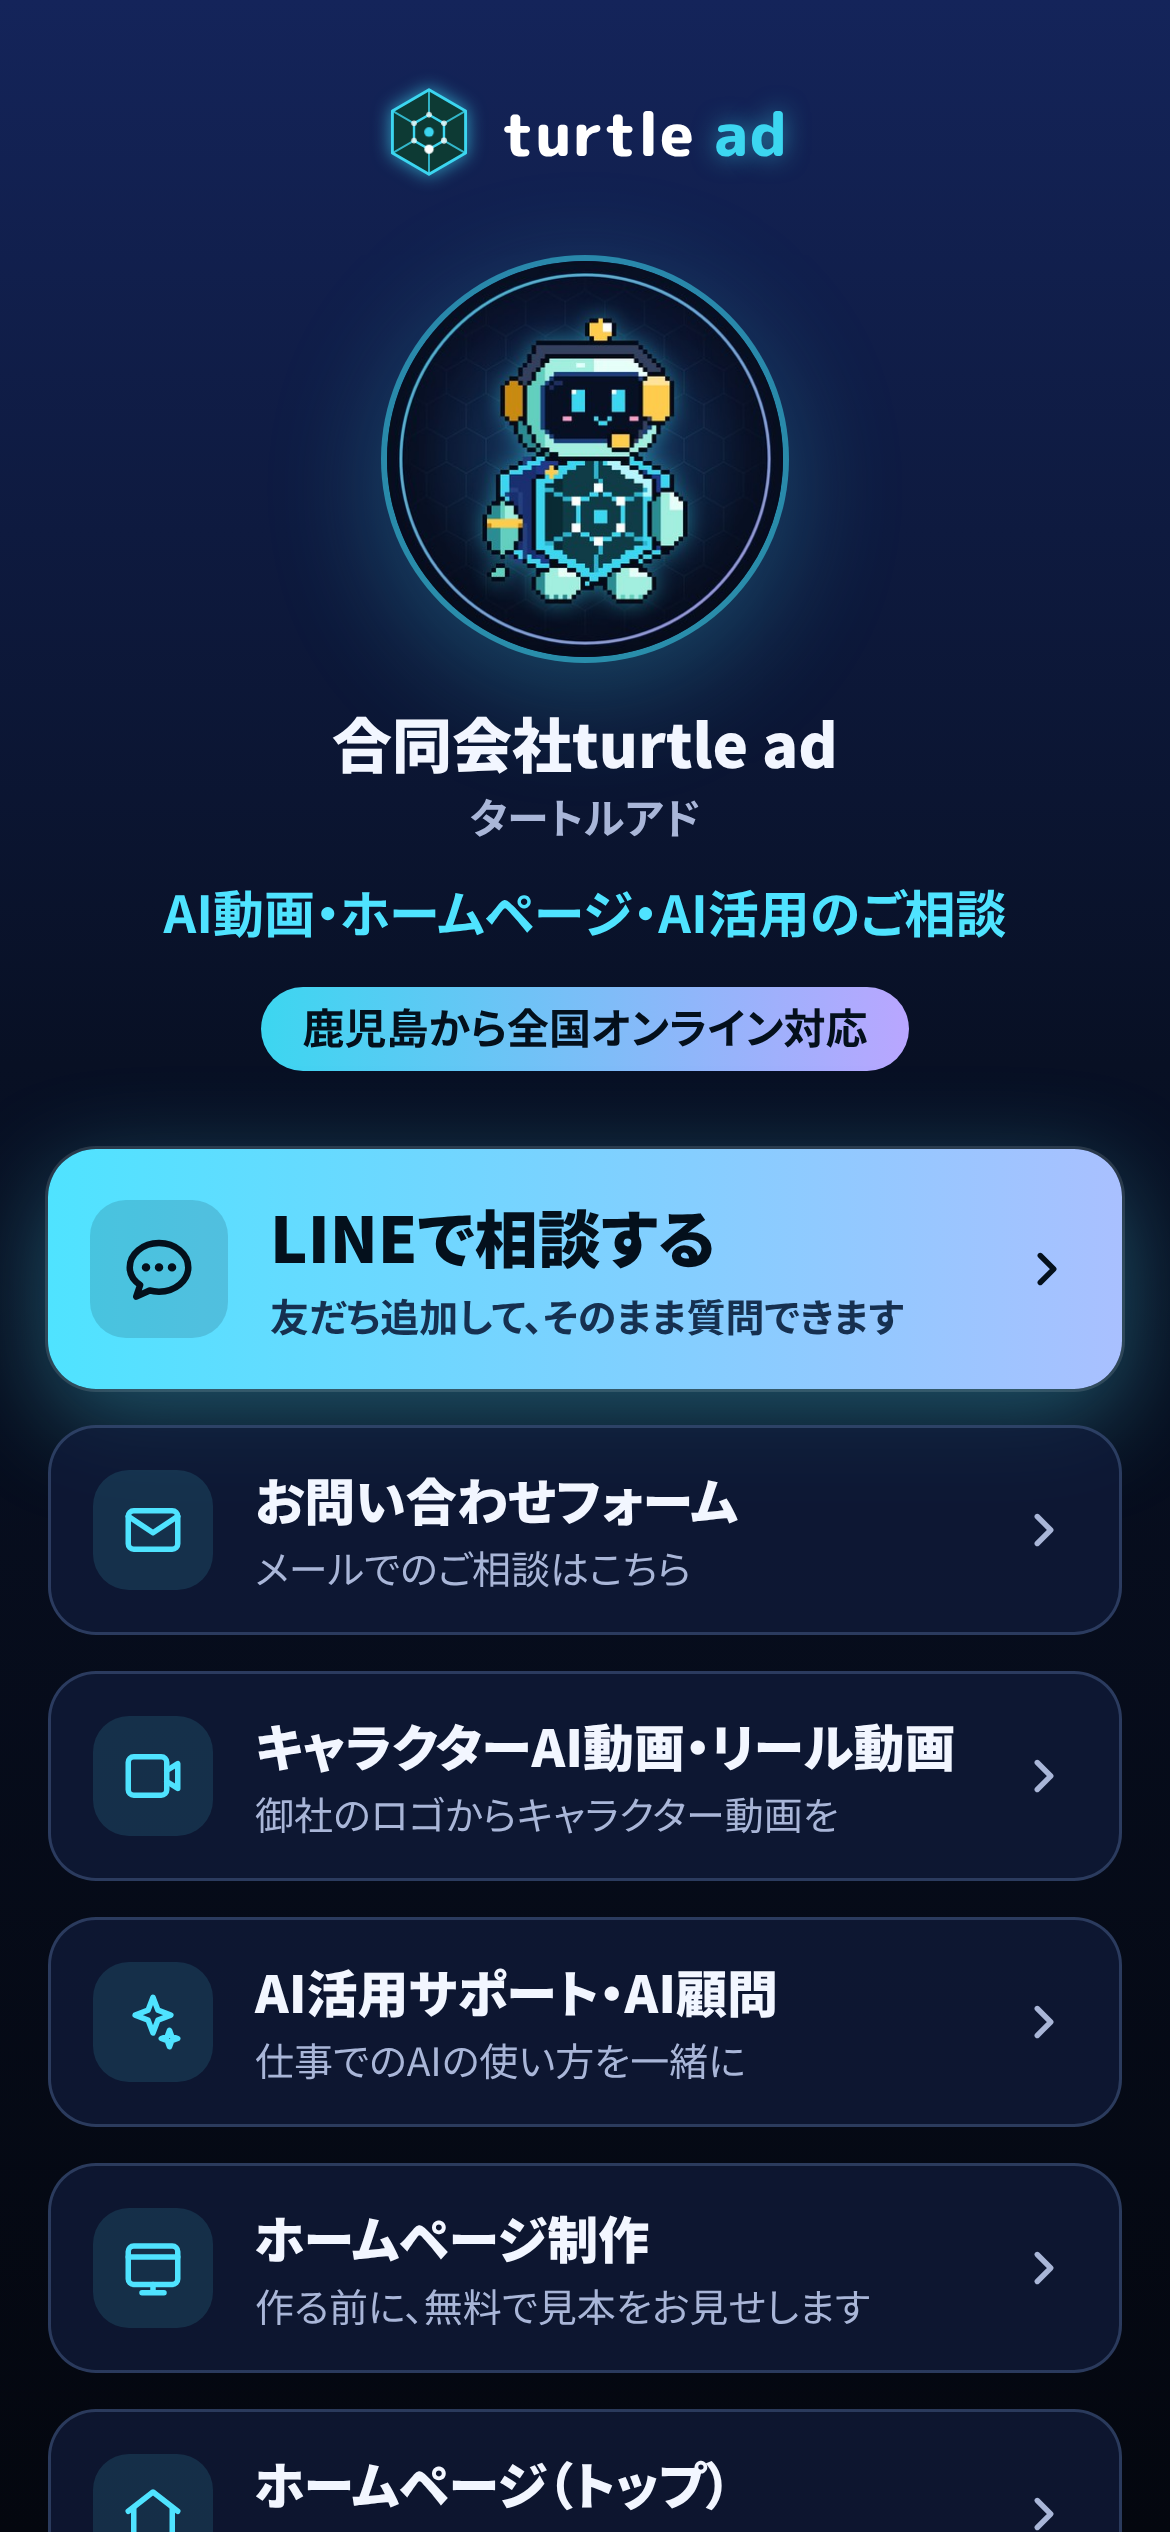 turtle ad
合同会社turtle ad
タートルアド
AI動画・ホームページ・AI活用のご相談
鹿児島から全国オンライン対応
LINEで相談する
友だち追加して、そのまま質問できます
お問い合わせフォーム
メールでのご相談はこちら
キャラクターAI動画・リール動画
御社のロゴからキャラクター動画を
AI活用サポート・AI顧問
仕事でのAIの使い方を一緒に
ホームページ制作
作る前に、無料で見本をお見せします
ホームページ（トップ）